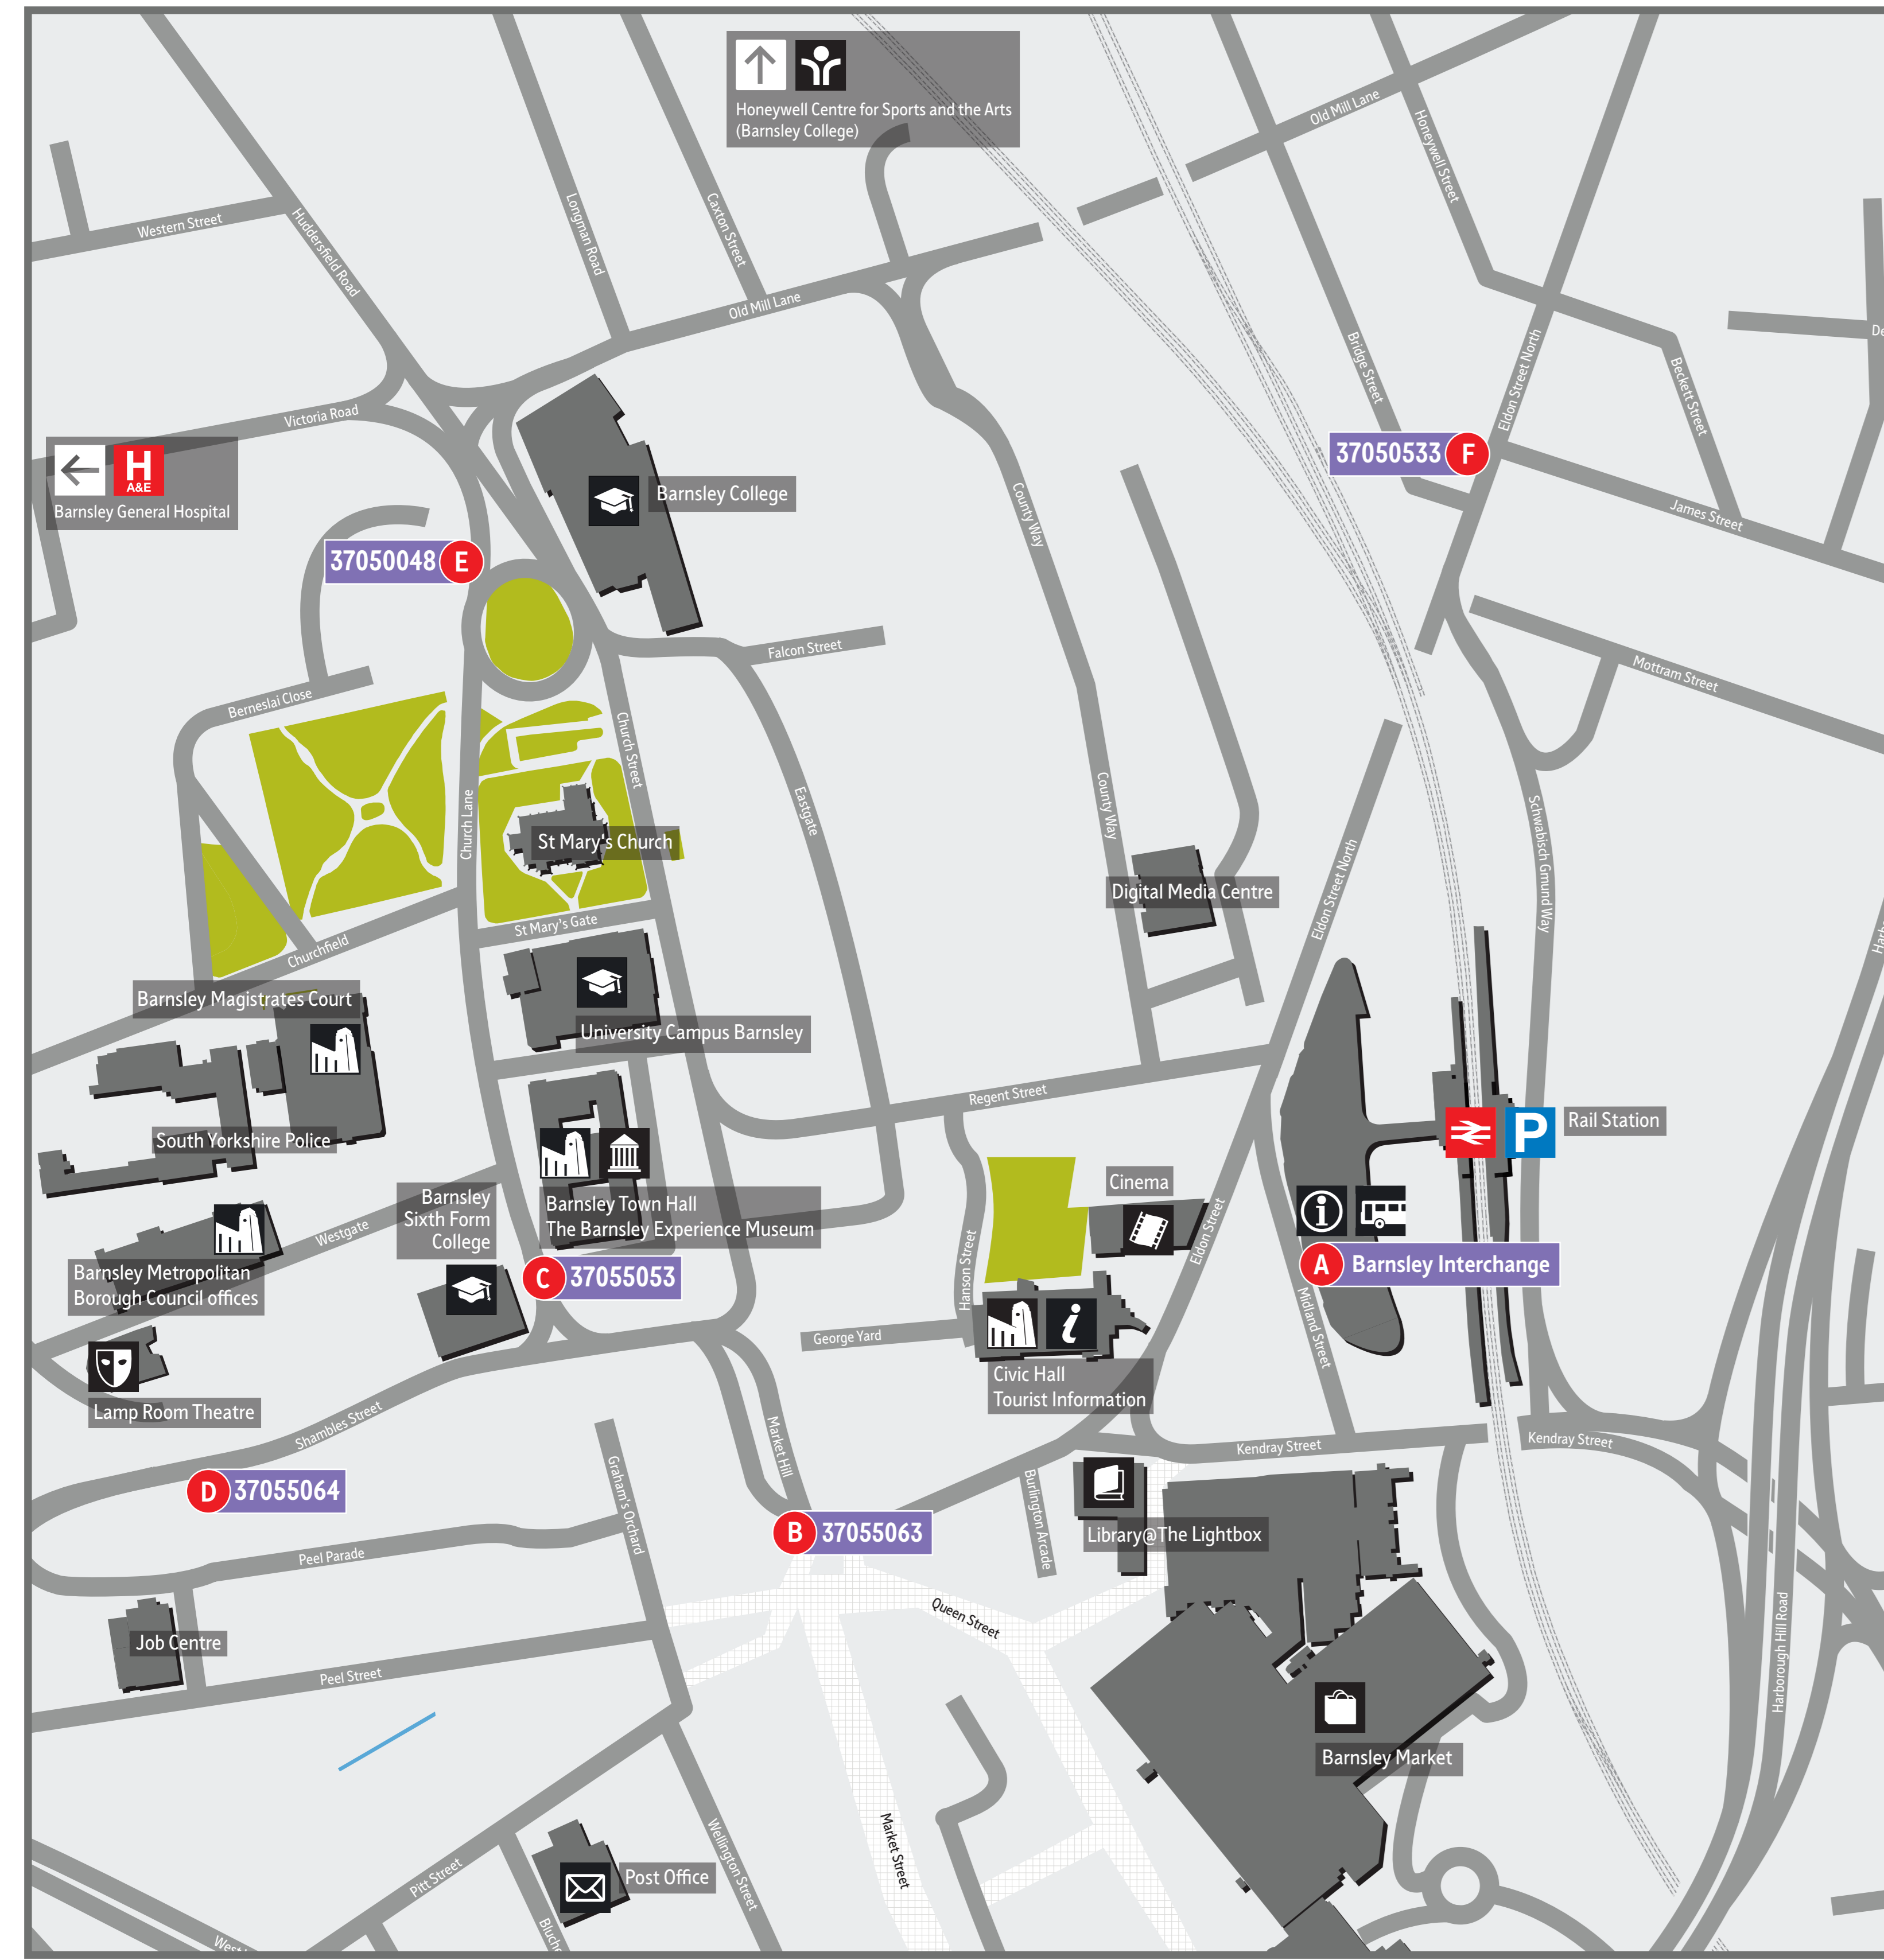 Honeywell Centre for Sports and the Arts
(Barnsley College)
Old Mill Lane
Honeywell Street
Western Street
Huddersfield Road
Longman Road
Caxton Street
Old Mill Lane
Bridge Street
Eldon Street North
Beckett Street
De
Victoria Road
H
A&E
Barnsley General Hospital
Barnsley College
37050533 F
County Way
James Street
37050048 E
Falcon Street
Mottram Street
Berneslai Close
Church Street
Church Lane
Eastgate
County Way
Schwabisch Gmund Way
St Mary's Church
Digital Media Centre
Eldon Street North
St Mary's Gate
Churchfield
Harb
Barnsley Magistrates Court
University Campus Barnsley
Regent Street
South Yorkshire Police
P
Rail Station
Barnsley
Sixth Form
College
Barnsley Town Hall
The Barnsley Experience Museum
Cinema
Westgate
Hanson Street
Eldon Street
i
A Barnsley Interchange
Barnsley Metropolitan
Borough Council offices
C 37055053
Midland Street
George Yard
i
Civic Hall
Tourist Information
Lamp Room Theatre
Shambles Street
Market Hill
Kendray Street
Kendray Street
D 37055064
Graham's Orchard
Burlington Arcade
B 37055063
Library@The Lightbox
Peel Parade
Queen Street
Job Centre
Peel Street
Harborough Hill Road
Barnsley Market
Market Street
Wellington Street
Post Office
Pitt Street
Bluch
West